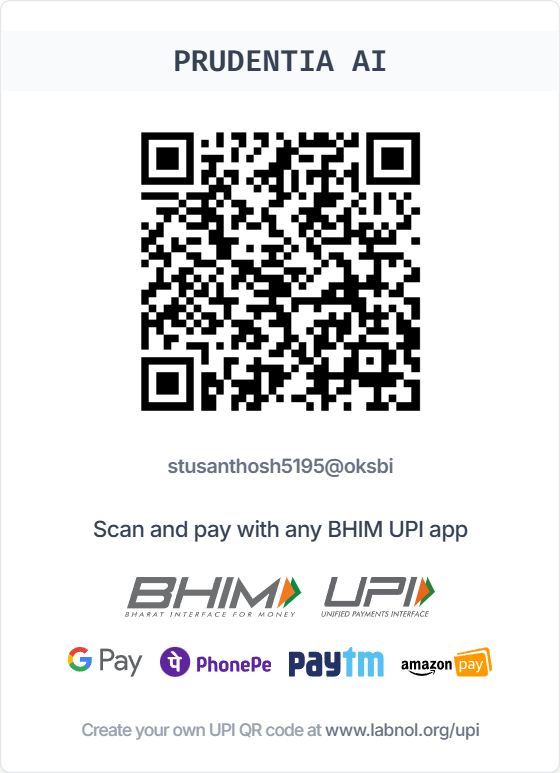 PRUDENTIA AI
stusanthosh5195@oksbi
Scan and pay with any BHIM UPI app
BHIM UPI
BHARAT INTERFACE FOR MONEY UNIFIED PAYMENTS INTERFACE
G Pay पे PhonePe paytm amazon pay
Create your own UPI QR code at www.labnol.org/upi